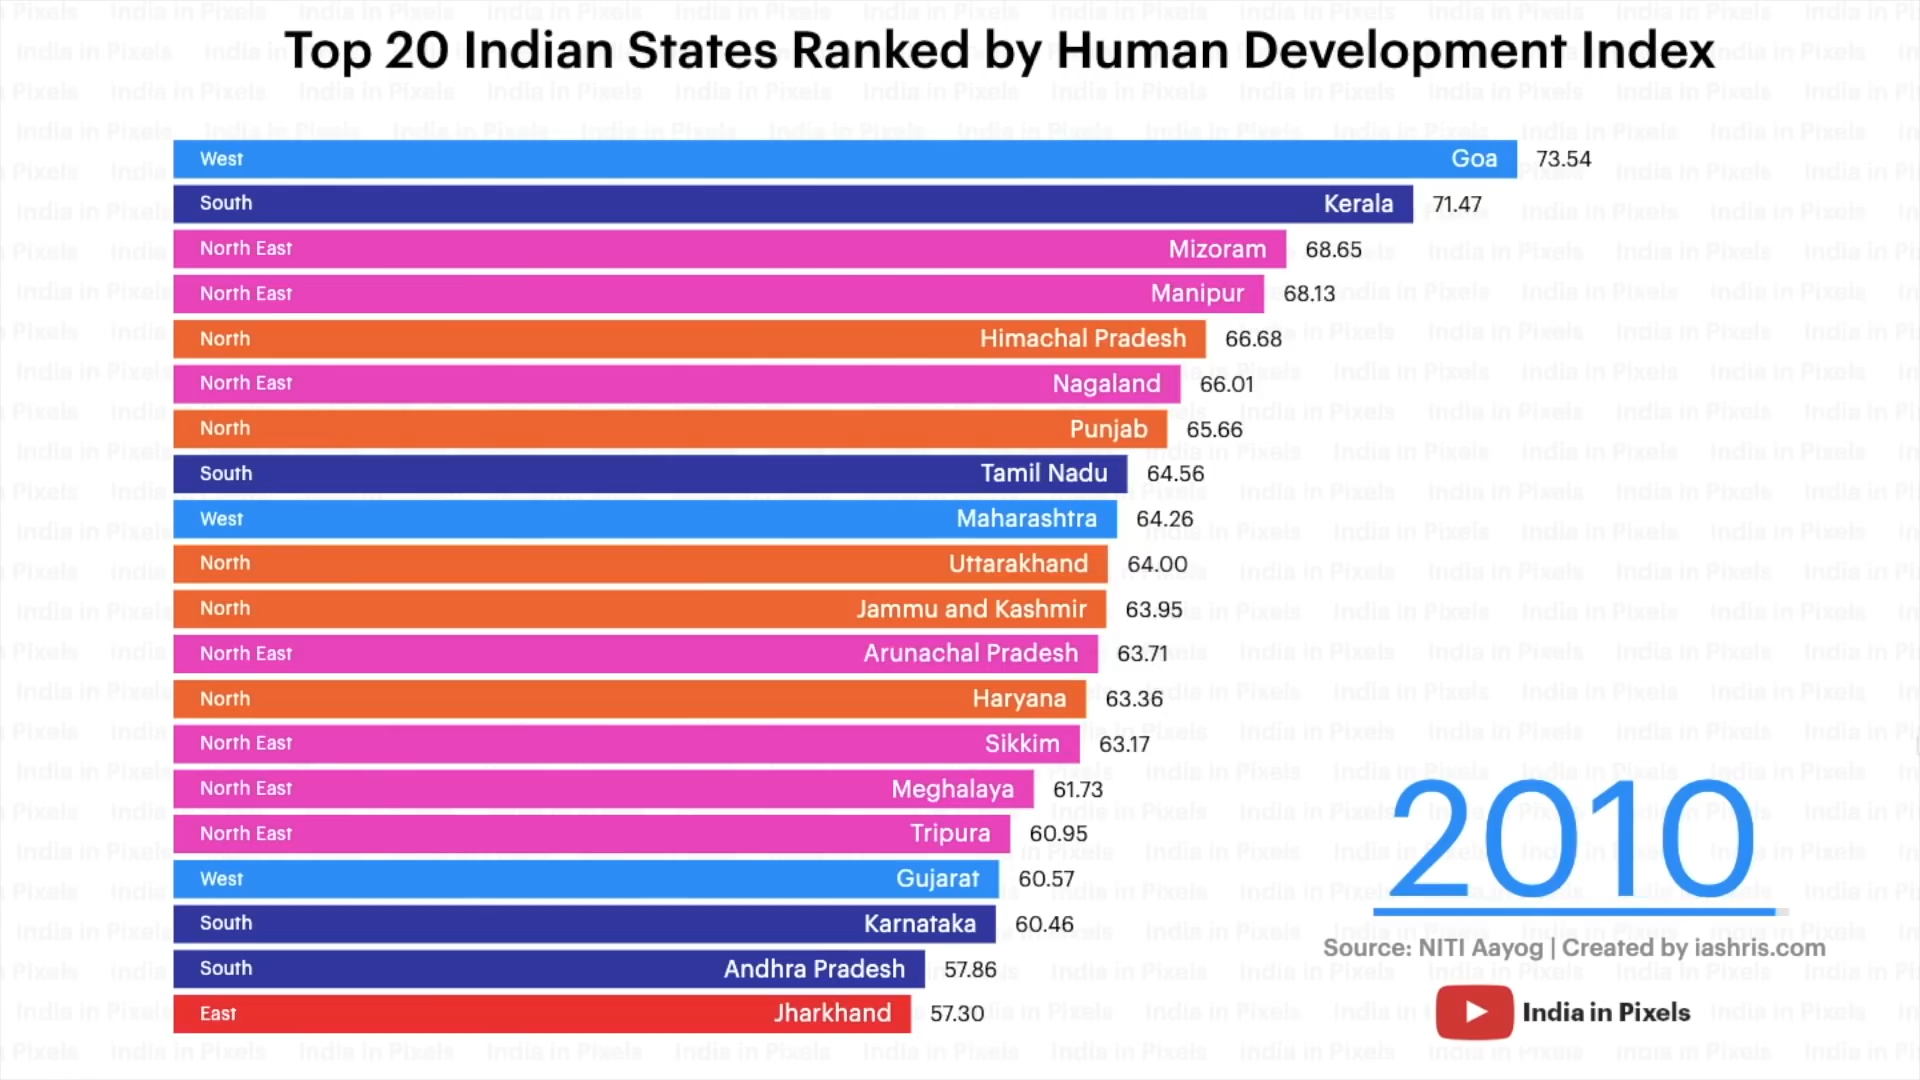 Top 20 Indian States Ranked by Human Development Index
West Goa 73.54
South Kerala 71.47
North East Mizoram 68.65
North East Manipur 68.13
North Himachal Pradesh 66.68
North East Nagaland 66.01
North Punjab 65.66
South Tamil Nadu 64.56
West Maharashtra 64.26
North Uttarakhand 64.00
North Jammu and Kashmir 63.95
North East Arunachal Pradesh 63.71
North Haryana 63.36
North East Sikkim 63.17
North East Meghalaya 61.73
North East Tripura 60.95
West Gujarat 60.57
South Karnataka 60.46
South Andhra Pradesh 57.86
East Jharkhand 57.30
2010
Source: NITI Aayog | Created by iashris.com
India in Pixels